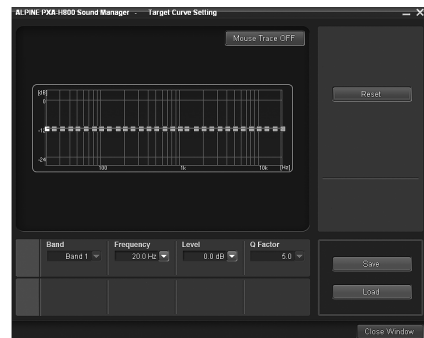 ALPINE PXA-H800 Sound Manager - Target Curve Setting
Mouse Trace OFF
[dB]
0
-12
-24
100 1k 10k [Hz]
Reset
Band Frequency Level Q Factor
Band 1 20.0 Hz 0.0 dB 5.0
Save
Load
Close Window